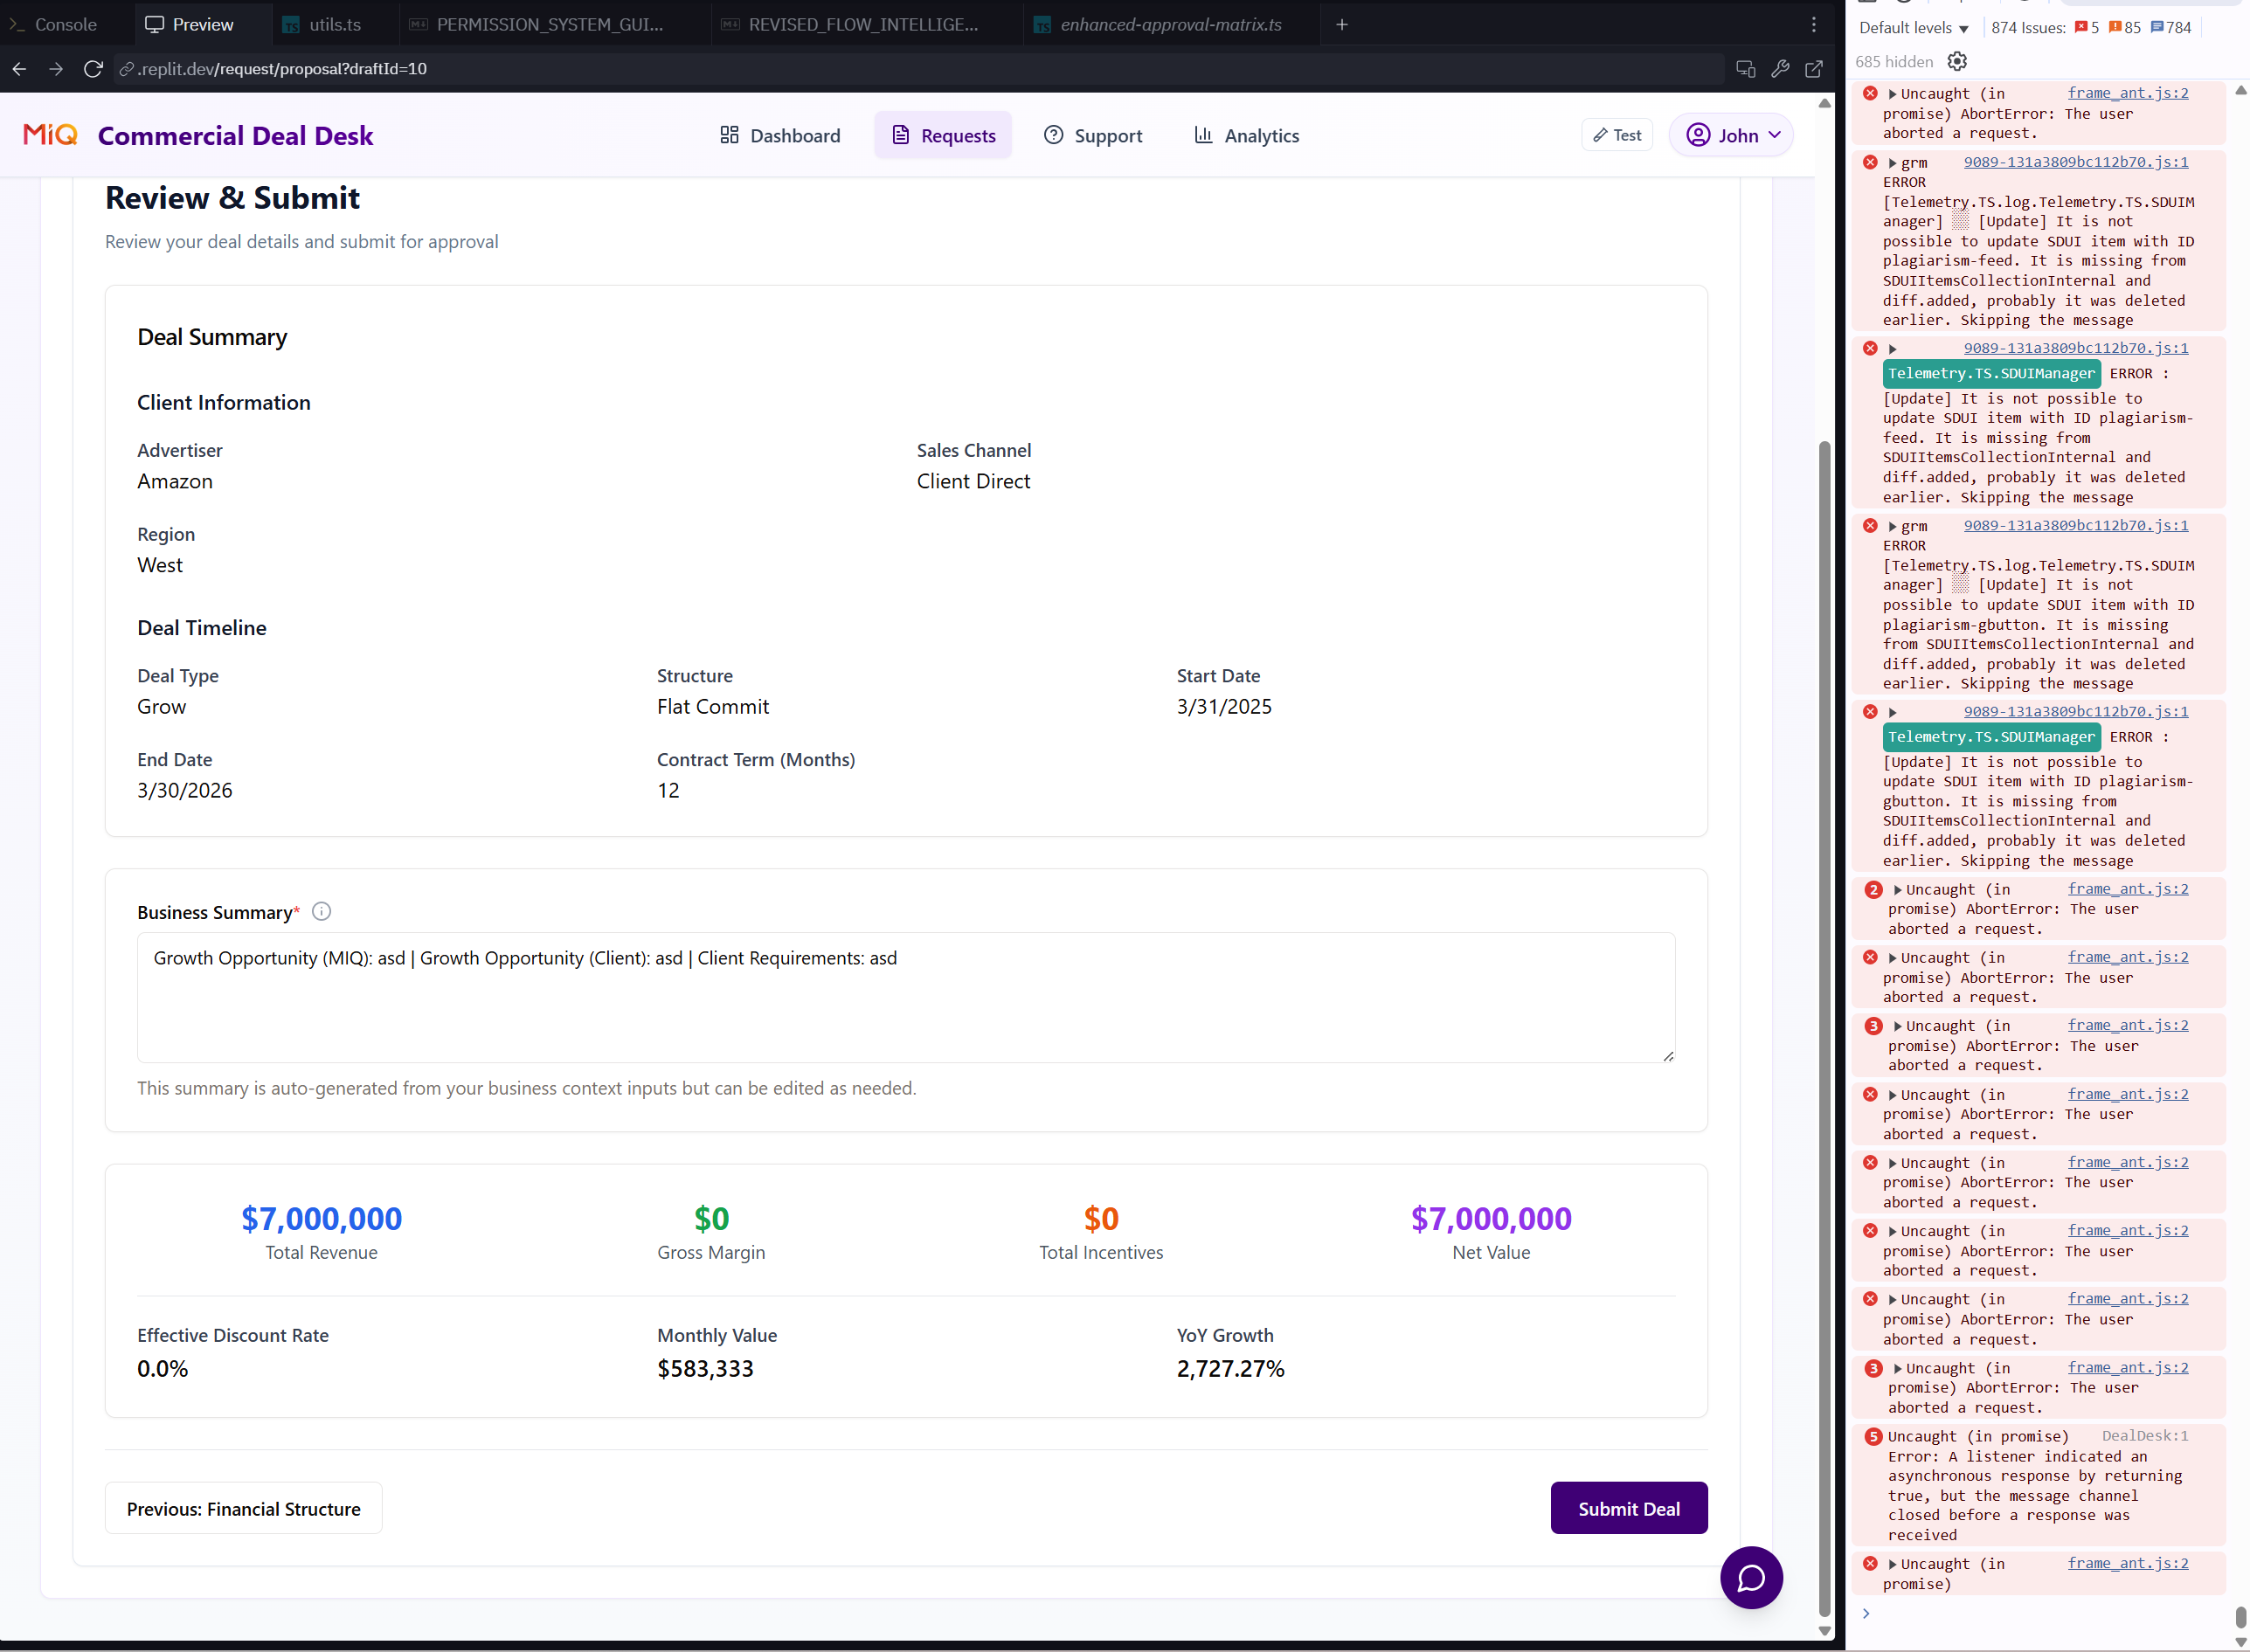 Console
Preview
utils.ts
PERMISSION_SYSTEM_GUI...
REVISED_FLOW_INTELLIGE...
enhanced-approval-matrix.ts
.replit.dev/request/proposal?draftId=10
MiQ Commercial Deal Desk
Dashboard
Requests
Support
Analytics
Test
John
Review & Submit
Review your deal details and submit for approval
Deal Summary
Client Information
Advertiser
Amazon
Sales Channel
Client Direct
Region
West
Deal Timeline
Deal Type
Grow
Structure
Flat Commit
Start Date
3/31/2025
End Date
3/30/2026
Contract Term (Months)
12
Business Summary*
Growth Opportunity (MIQ): asd | Growth Opportunity (Client): asd | Client Requirements: asd
This summary is auto-generated from your business context inputs but can be edited as needed.
$7,000,000
Total Revenue
$0
Gross Margin
$0
Total Incentives
$7,000,000
Net Value
Effective Discount Rate
0.0%
Monthly Value
$583,333
YoY Growth
2,727.27%
Previous: Financial Structure
Submit Deal
Default levels
874 Issues: 5 85 784
685 hidden
Uncaught (in frame_ant.js:2
promise) AbortError: The user
aborted a request.
grm 9089-131a3809bc112b70.js:1
ERROR
[Telemetry.TS.log.Telemetry.TS.SDUIM
anager] ░░ [Update] It is not
possible to update SDUI item with ID
plagiarism-feed. It is missing from
SDUIItemsCollectionInternal and
diff.added, probably it was deleted
earlier. Skipping the message
9089-131a3809bc112b70.js:1
Telemetry.TS.SDUIManager ERROR :
[Update] It is not possible to
update SDUI item with ID plagiarism-
feed. It is missing from
SDUIItemsCollectionInternal and
diff.added, probably it was deleted
earlier. Skipping the message
grm 9089-131a3809bc112b70.js:1
ERROR
[Telemetry.TS.log.Telemetry.TS.SDUIM
anager] ░░ [Update] It is not
possible to update SDUI item with ID
plagiarism-gbutton. It is missing
from SDUIItemsCollectionInternal and
diff.added, probably it was deleted
earlier. Skipping the message
9089-131a3809bc112b70.js:1
Telemetry.TS.SDUIManager ERROR :
[Update] It is not possible to
update SDUI item with ID plagiarism-
gbutton. It is missing from
SDUIItemsCollectionInternal and
diff.added, probably it was deleted
earlier. Skipping the message
2 Uncaught (in frame_ant.js:2
promise) AbortError: The user
aborted a request.
Uncaught (in frame_ant.js:2
promise) AbortError: The user
aborted a request.
3 Uncaught (in frame_ant.js:2
promise) AbortError: The user
aborted a request.
Uncaught (in frame_ant.js:2
promise) AbortError: The user
aborted a request.
Uncaught (in frame_ant.js:2
promise) AbortError: The user
aborted a request.
Uncaught (in frame_ant.js:2
promise) AbortError: The user
aborted a request.
Uncaught (in frame_ant.js:2
promise) AbortError: The user
aborted a request.
3 Uncaught (in frame_ant.js:2
promise) AbortError: The user
aborted a request.
5 Uncaught (in promise) DealDesk:1
Error: A listener indicated an
asynchronous response by returning
true, but the message channel
closed before a response was
received
Uncaught (in frame_ant.js:2
promise)